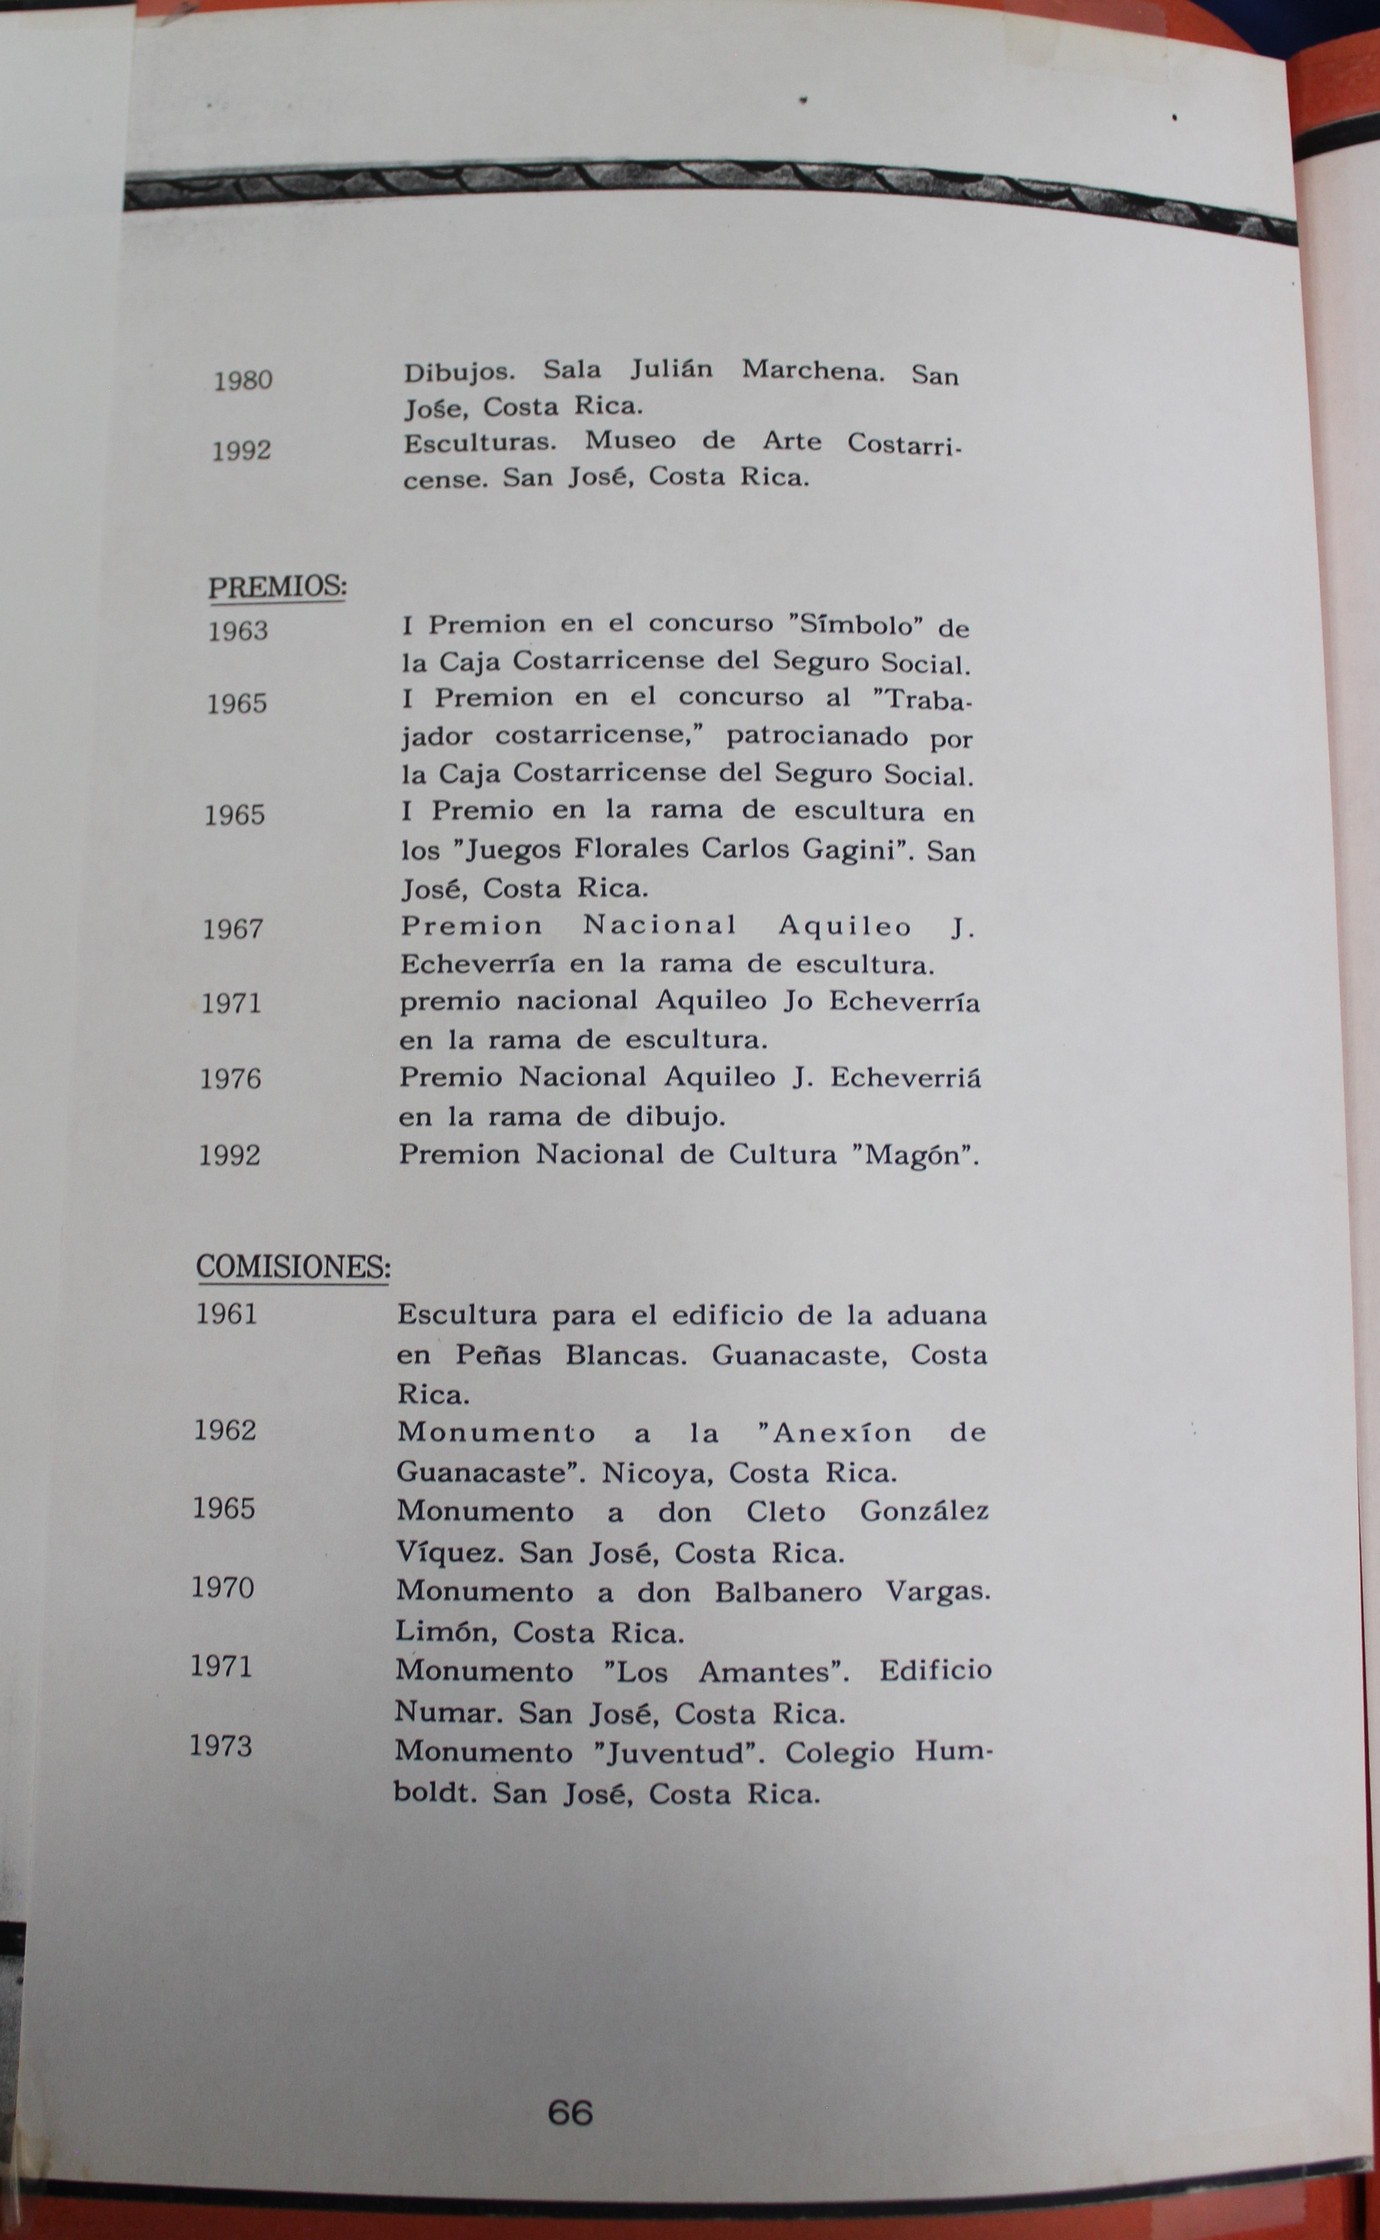 1980 Dibujos. Sala Julián Marchena. San
Jośe, Costa Rica.
1992 Esculturas. Museo de Arte Costarri-
cense. San José, Costa Rica.
PREMIOS:
1963 I Premion en el concurso "Símbolo" de
la Caja Costarricense del Seguro Social.
1965 I Premion en el concurso al "Traba-
jador costarricense," patrocianado por
la Caja Costarricense del Seguro Social.
1965 I Premio en la rama de escultura en
los "Juegos Florales Carlos Gagini". San
José, Costa Rica.
1967 Premion Nacional Aquileo J.
Echeverría en la rama de escultura.
1971 premio nacional Aquileo Jo Echeverría
en la rama de escultura.
1976 Premio Nacional Aquileo J. Echeverriá
en la rama de dibujo.
1992 Premion Nacional de Cultura "Magón".
COMISIONES:
1961 Escultura para el edificio de la aduana
en Peñas Blancas. Guanacaste, Costa
Rica.
1962 Monumento a la "Anexíon de
Guanacaste". Nicoya, Costa Rica.
1965 Monumento a don Cleto González
Víquez. San José, Costa Rica.
1970 Monumento a don Balbanero Vargas.
Limón, Costa Rica.
1971 Monumento "Los Amantes". Edificio
Numar. San José, Costa Rica.
1973 Monumento "Juventud". Colegio Hum-
boldt. San José, Costa Rica.
66